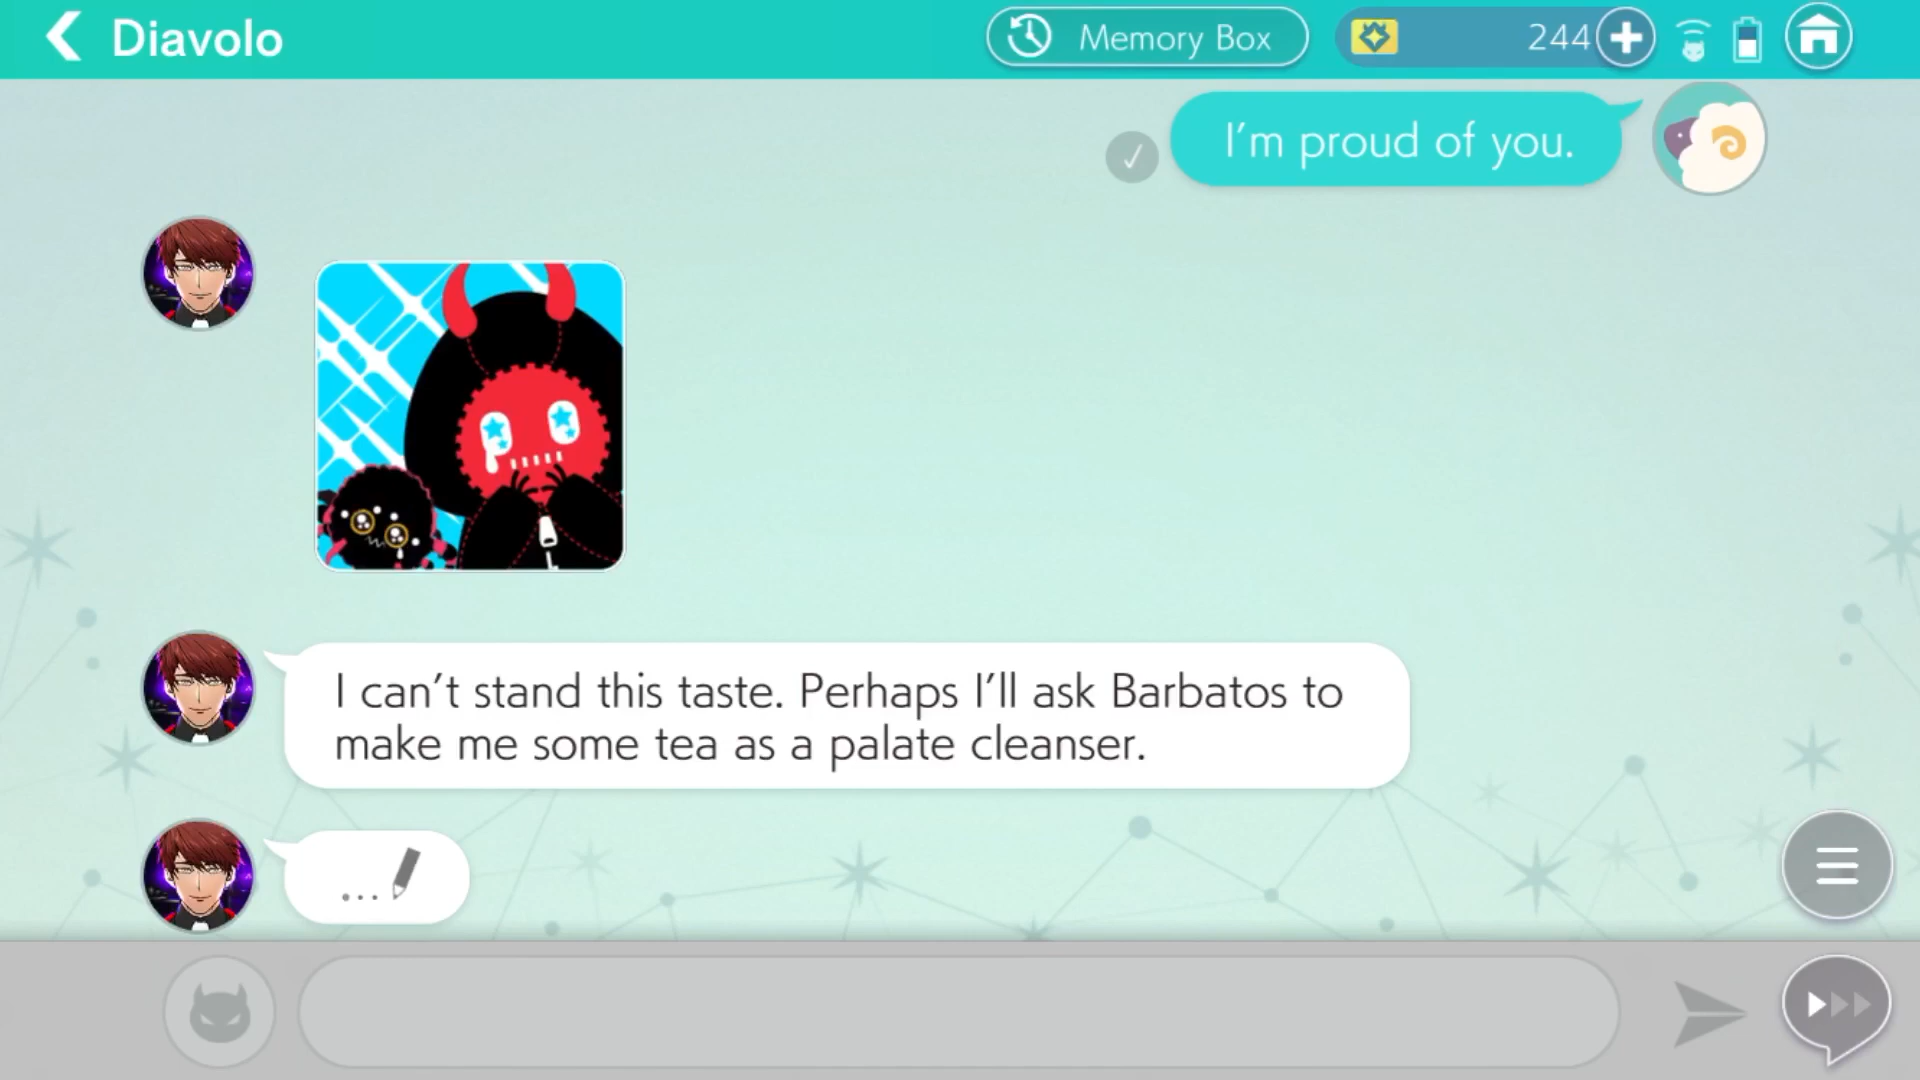 Diavolo
Memory Box
244
I'm proud of you.
I can't stand this taste. Perhaps I'll ask Barbatos to
make me some tea as a palate cleanser.
...